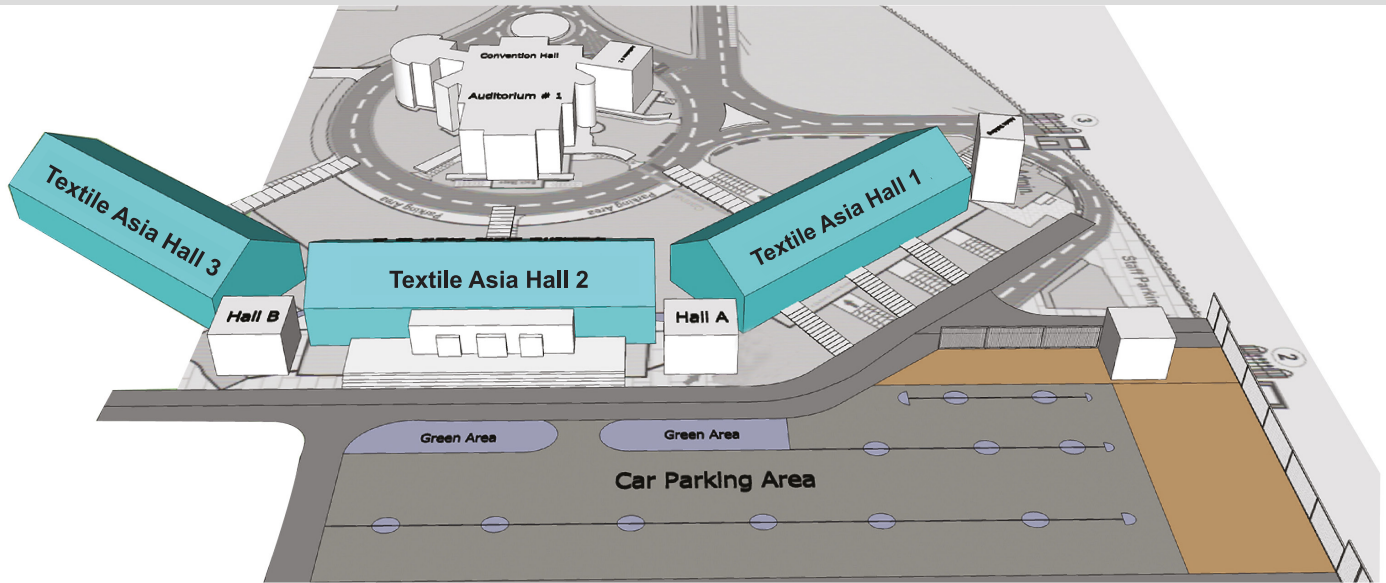 Convention Hall
Auditorium # 1
3
Textile Asia Hall 3
Textile Asia Hall 1
Admin
Parking Area
Parking Area
Textile Asia Hall 2
Staff Parking
Hall B
Hall A
2
Green Area
Green Area
Car Parking Area